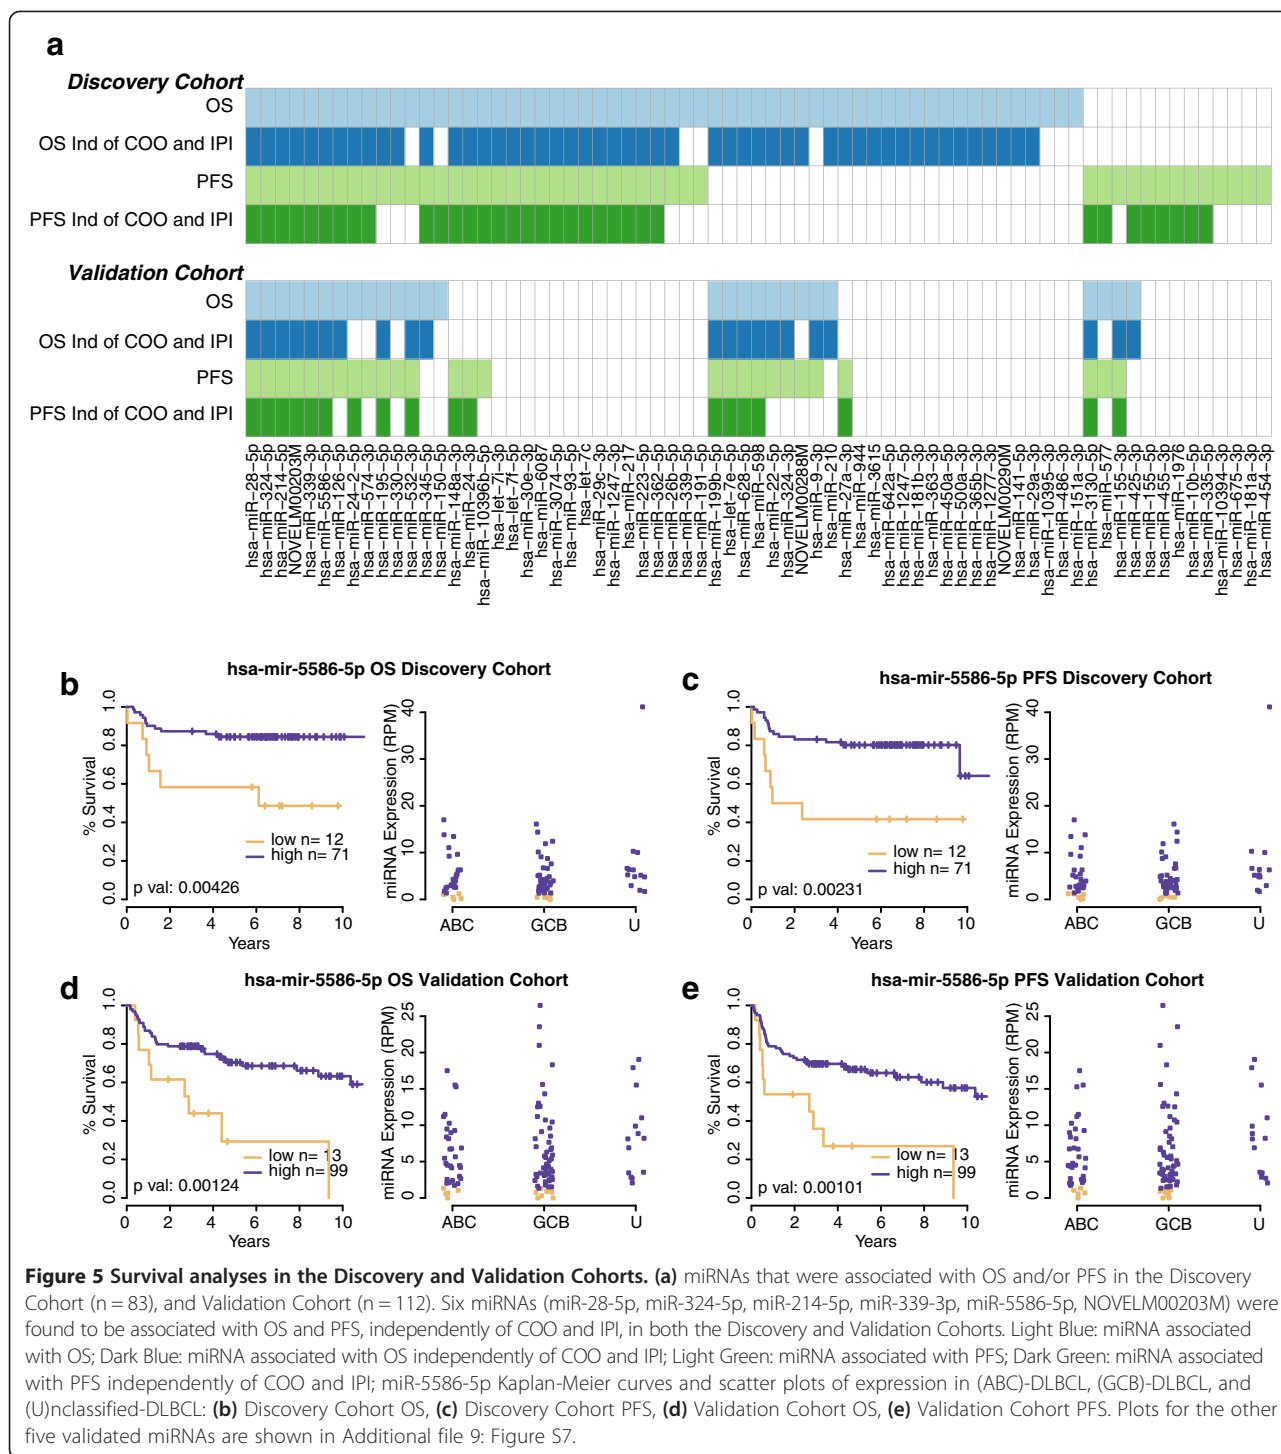 a
Discovery Cohort
OS
OS Ind of COO and IPI
PFS
PFS Ind of COO and IPI
Validation Cohort
OS
OS Ind of COO and IPI
PFS
PFS Ind of COO and IPI
hsa-miR-28-5p
hsa-miR-324-5p
hsa-miR-214-5p
NOVELM00203M
hsa-miR-339-3p
hsa-miR-5586-5p
hsa-miR-126-5p
hsa-miR-24-2-5p
hsa-miR-574-3p
hsa-miR-195-5p
hsa-miR-330-5p
hsa-miR-532-3p
hsa-miR-345-5p
hsa-miR-150-5p
hsa-miR-148a-3p
hsa-miR-24-3p
hsa-miR-10396b-5p
hsa-let-7i-3p
hsa-let-7f-5p
hsa-miR-30e-3p
hsa-miR-6087
hsa-miR-3074-5p
hsa-miR-93-5p
hsa-let-7c
hsa-miR-29c-3p
hsa-miR-1247-3p
hsa-miR-217
hsa-miR-223-5p
hsa-miR-362-5p
hsa-miR-26b-5p
hsa-miR-339-5p
hsa-miR-191-5p
hsa-miR-199b-5p
hsa-let-7e-5p
hsa-miR-628-5p
hsa-miR-598
hsa-miR-22-5p
hsa-miR-324-3p
NOVELM00288M
hsa-miR-9-3p
hsa-miR-210
hsa-miR-27a-3p
hsa-miR-944
hsa-miR-3615
hsa-miR-642a-5p
hsa-miR-1247-5p
hsa-miR-181b-3p
hsa-miR-363-3p
hsa-miR-450a-5p
hsa-miR-500a-3p
hsa-miR-365b-3p
hsa-miR-1277-3p
NOVELM00290M
hsa-miR-141-5p
hsa-miR-29a-3p
hsa-miR-10395-3p
hsa-miR-486-3p
hsa-miR-151a-3p
hsa-miR-3130-5p
hsa-miR-577
hsa-miR-155-3p
hsa-miR-425-3p
hsa-miR-155-5p
hsa-miR-455-3p
hsa-miR-1976
hsa-miR-10b-5p
hsa-miR-335-5p
hsa-miR-10394-3p
hsa-miR-675-3p
hsa-miR-181a-3p
hsa-miR-454-3p
b
hsa-mir-5586-5p OS Discovery Cohort
% Survival
0.0 0.2 0.4 0.6 0.8 1.0
low n= 12
high n= 71
p val: 0.00426
0 2 4 6 8 10
Years
miRNA Expression (RPM)
0 10 20 30 40
ABC GCB U
c
hsa-mir-5586-5p PFS Discovery Cohort
% Survival
0.0 0.2 0.4 0.6 0.8 1.0
low n= 12
high n= 71
p val: 0.00231
0 2 4 6 8 10
Years
miRNA Expression (RPM)
0 10 20 30 40
ABC GCB U
d
hsa-mir-5586-5p OS Validation Cohort
% Survival
0.0 0.2 0.4 0.6 0.8 1.0
low n= 13
high n= 99
p val: 0.00124
0 2 4 6 8 10
Years
miRNA Expression (RPM)
0 5 10 15 20 25
ABC GCB U
e
hsa-mir-5586-5p PFS Validation Cohort
% Survival
0.0 0.2 0.4 0.6 0.8 1.0
low n= 13
high n= 99
p val: 0.00101
0 2 4 6 8 10
Years
miRNA Expression (RPM)
0 5 10 15 20 25
ABC GCB U
Figure 5 Survival analyses in the Discovery and Validation Cohorts. (a) miRNAs that were associated with OS and/or PFS in the Discovery
Cohort (n = 83), and Validation Cohort (n = 112). Six miRNAs (miR-28-5p, miR-324-5p, miR-214-5p, miR-339-3p, miR-5586-5p, NOVELM00203M) were
found to be associated with OS and PFS, independently of COO and IPI, in both the Discovery and Validation Cohorts. Light Blue: miRNA associated
with OS; Dark Blue: miRNA associated with OS independently of COO and IPI; Light Green: miRNA associated with PFS; Dark Green: miRNA associated
with PFS independently of COO and IPI; miR-5586-5p Kaplan-Meier curves and scatter plots of expression in (ABC)-DLBCL, (GCB)-DLBCL, and
(U)nclassified-DLBCL: (b) Discovery Cohort OS, (c) Discovery Cohort PFS, (d) Validation Cohort OS, (e) Validation Cohort PFS. Plots for the other
five validated miRNAs are shown in Additional file 9: Figure S7.